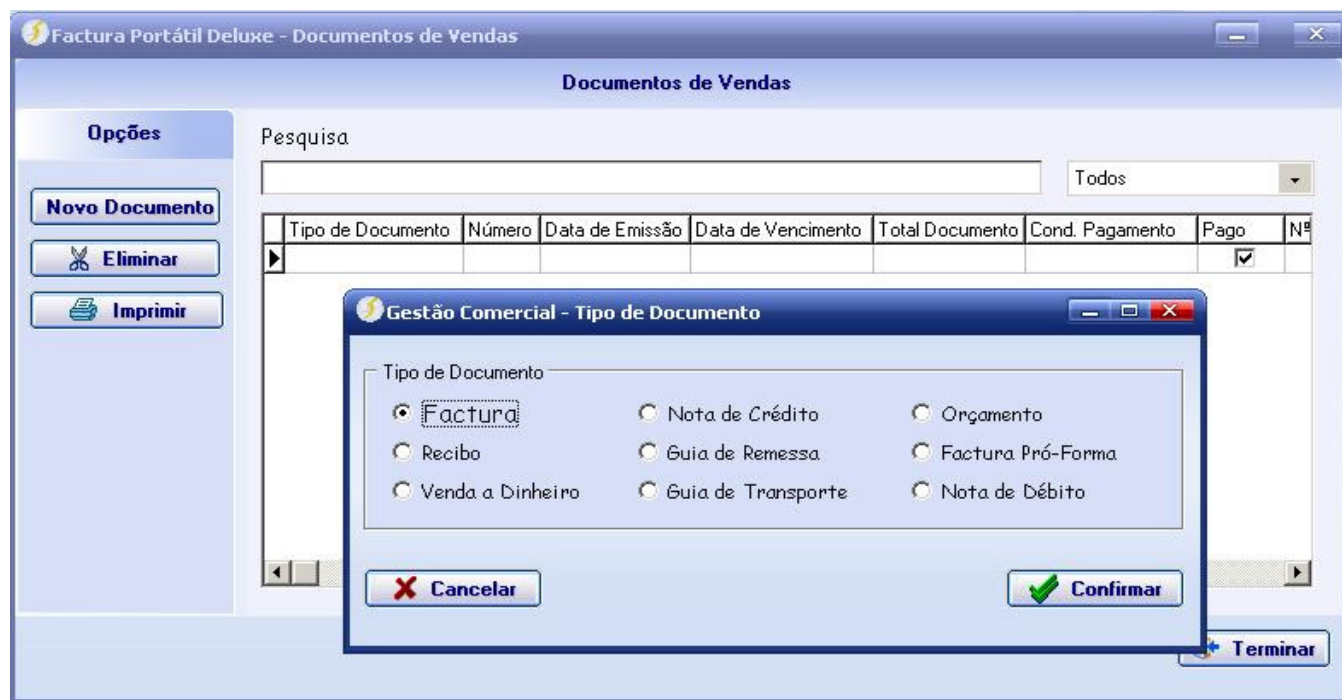 Factura Portátil Deluxe - Documentos de Vendas
Documentos de Vendas
Opções
Pesquisa
Todos
Novo Documento
Eliminar
Imprimir
Tipo de Documento Número Data de Emissão Data de Vencimento Total Documento Cond. Pagamento Pago Nº
Gestão Comercial - Tipo de Documento
Tipo de Documento
Factura Nota de Crédito Orçamento
Recibo Guia de Remessa Factura Pró-Forma
Venda a Dinheiro Guia de Transporte Nota de Débito
Cancelar Confirmar
Terminar